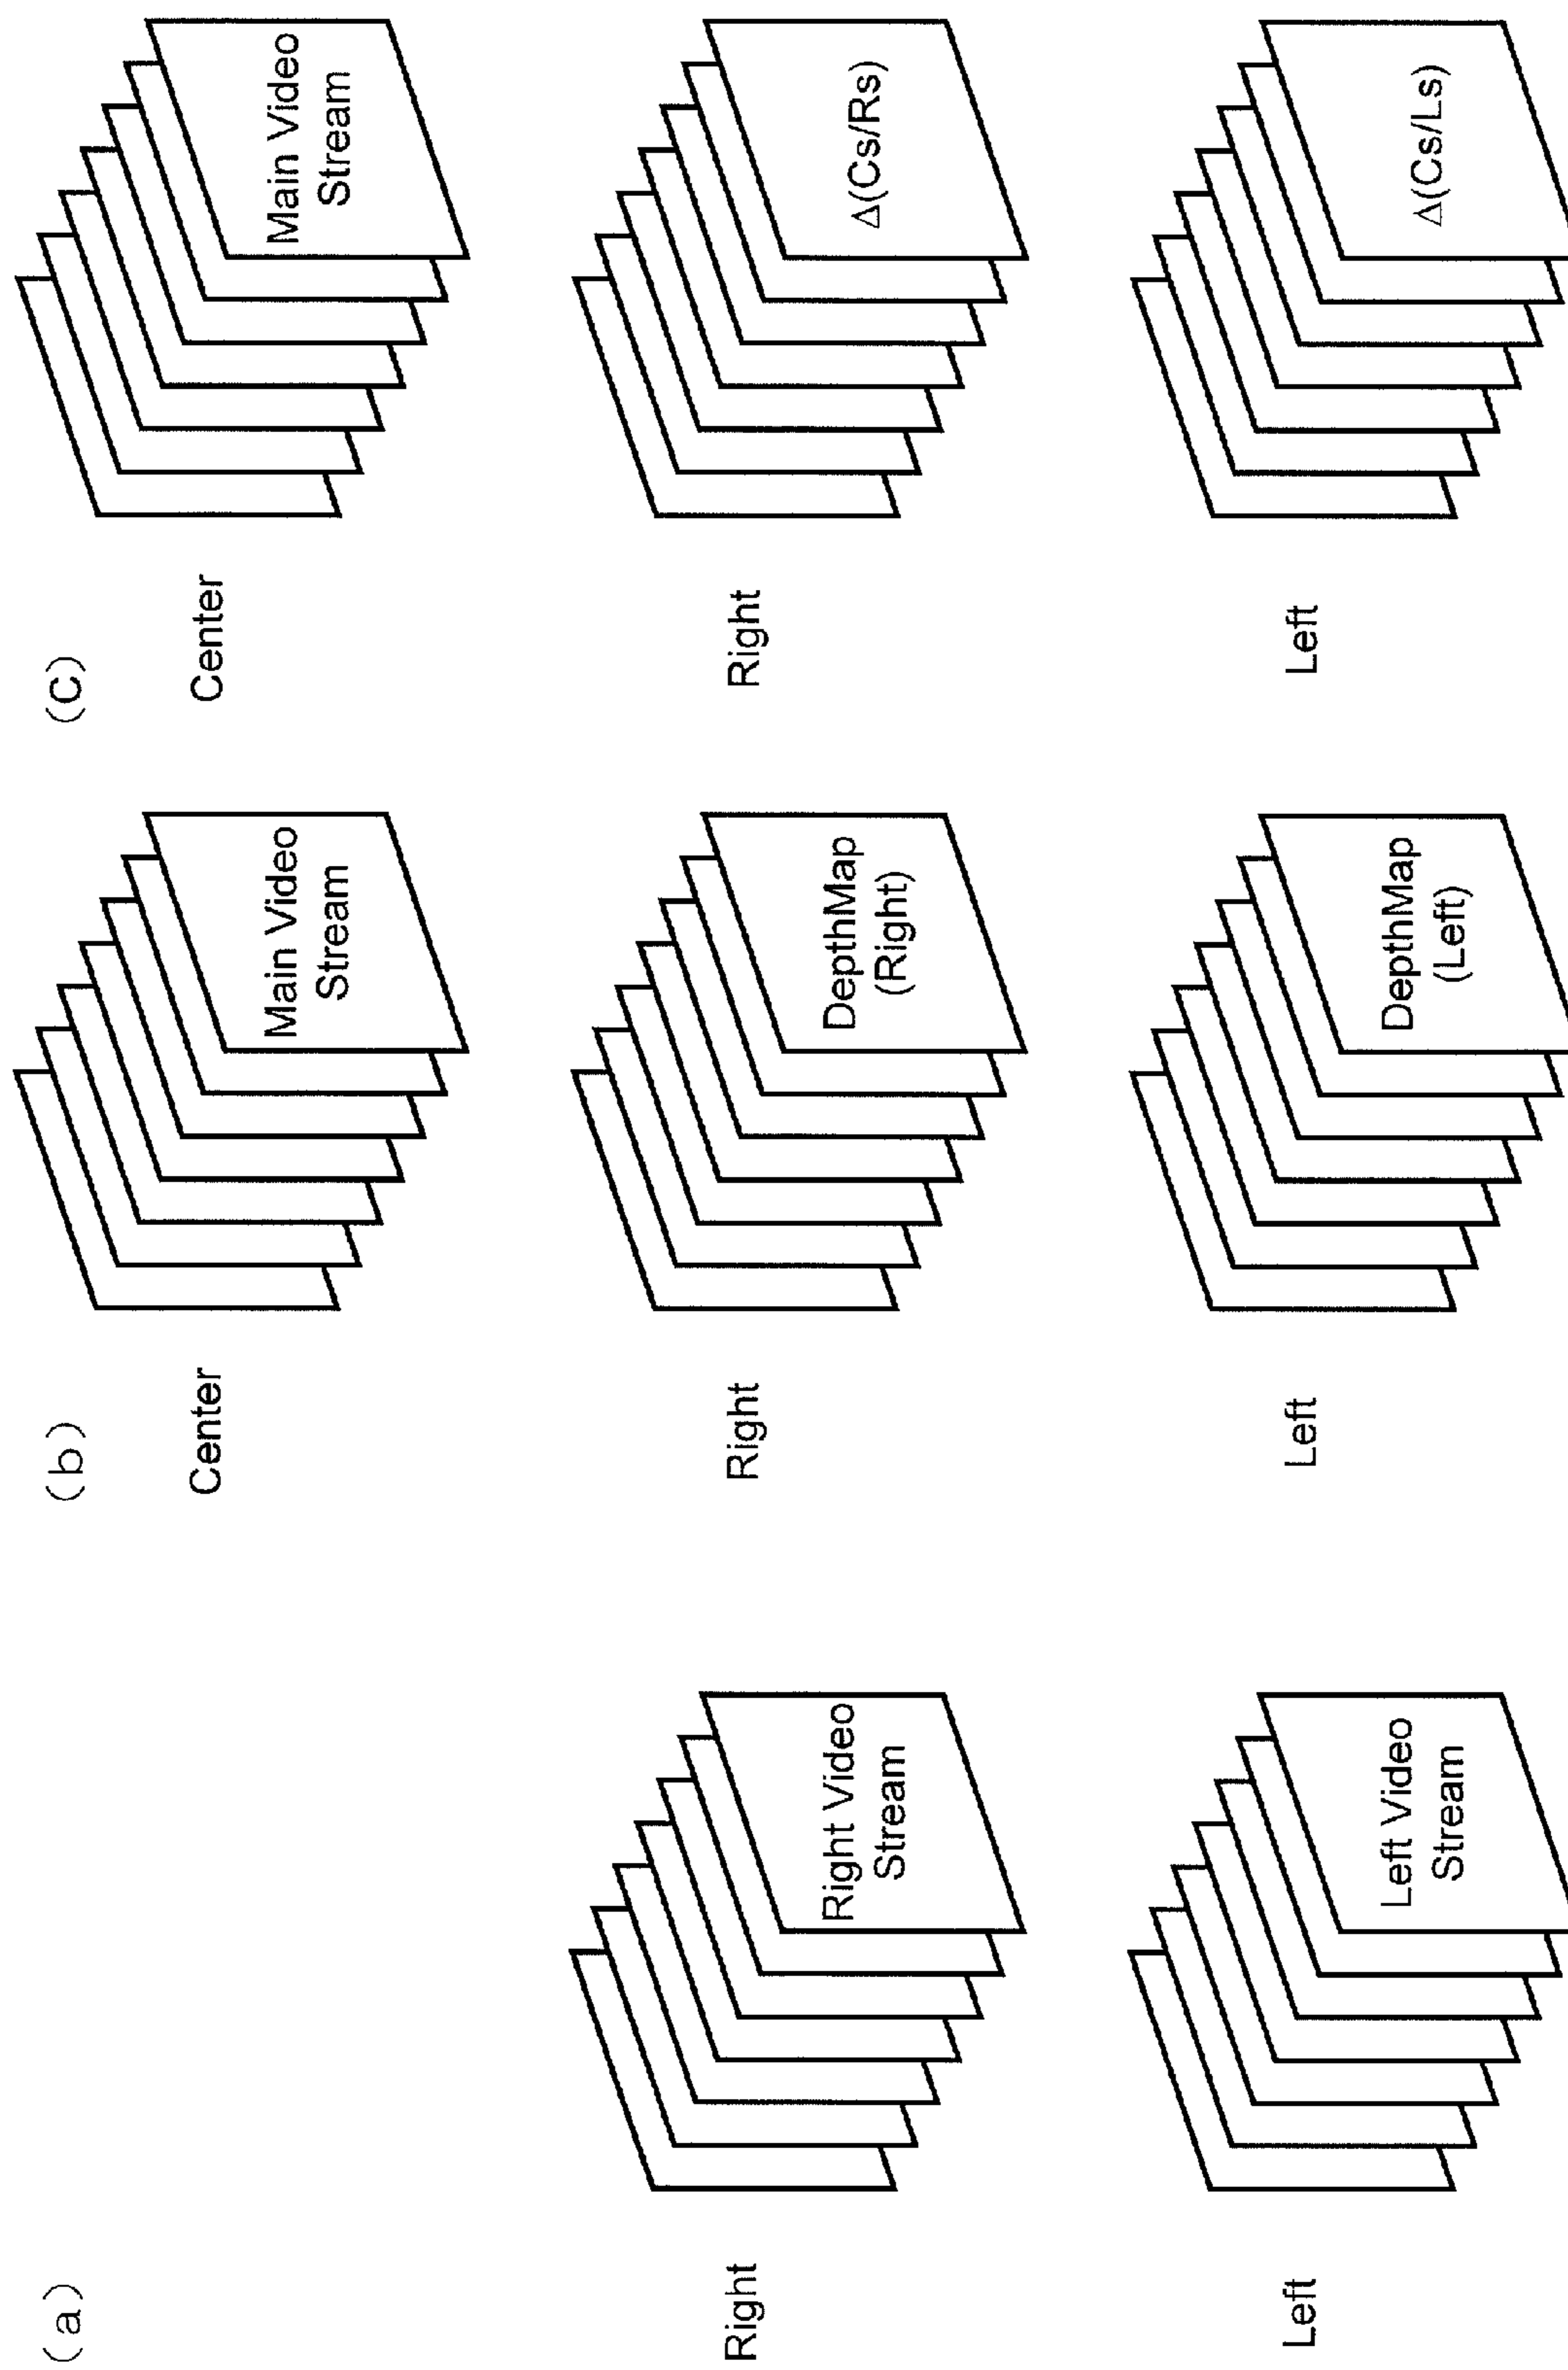 (a)
Right
Right Video
Stream
Left
Left Video
Stream
(b)
Center
Main Video
Stream
Right
DepthMap
(Right)
Left
DepthMap
(Left)
(C)
Center
Main Video
Stream
Right
Δ(Cs/Rs)
Left
Δ(Cs/Ls)